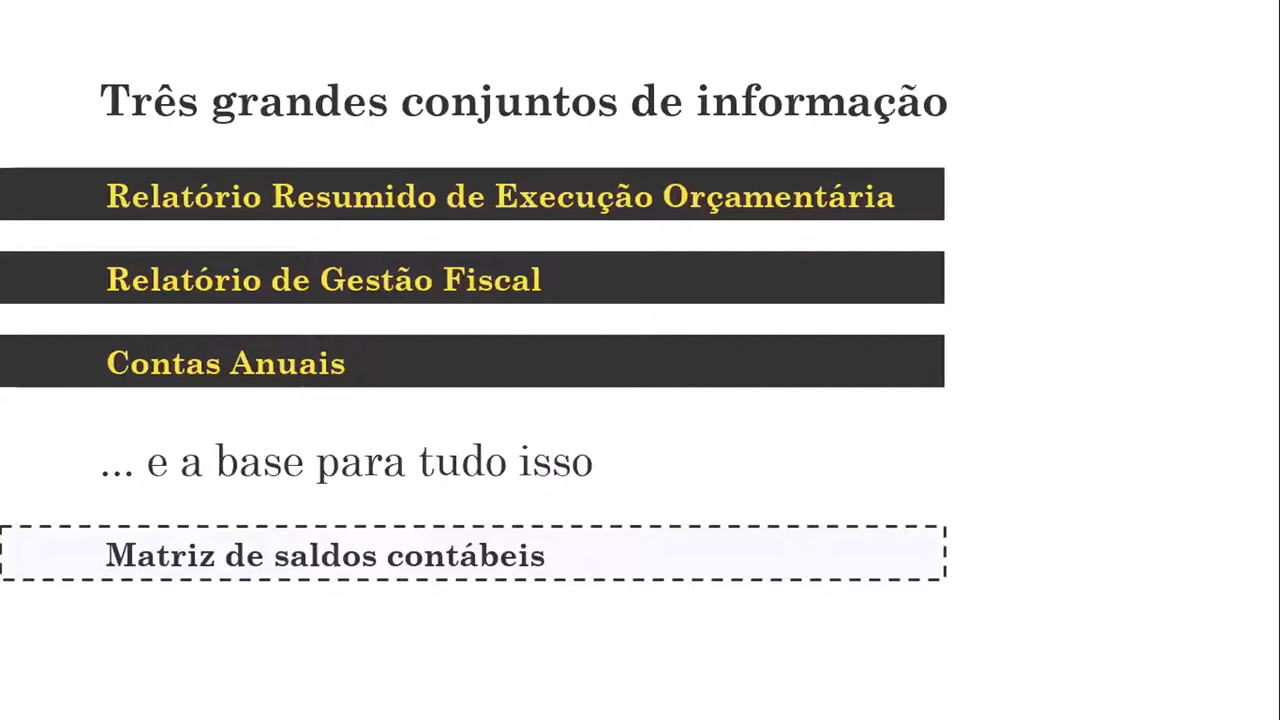 Três grandes conjuntos de informação
Relatório Resumido de Execução Orçamentária
Relatório de Gestão Fiscal
Contas Anuais
... e a base para tudo isso
Matriz de saldos contábeis